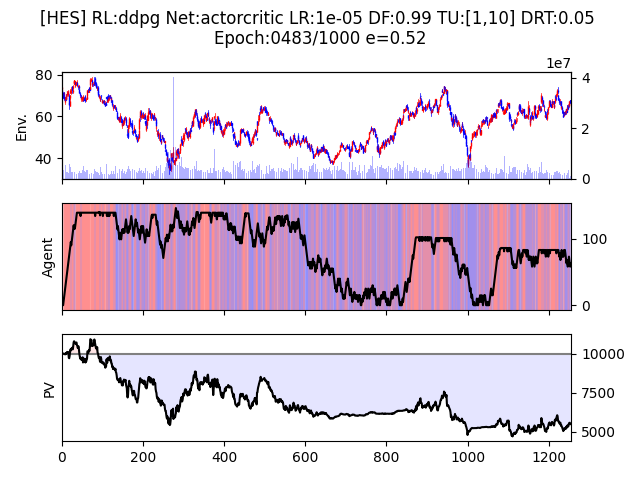 [HES] RL:ddpg Net:actorcritic LR:1e-05 DF:0.99 TU:[1,10] DRT:0.05
Epoch:0483/1000 e=0.52
1e7
80
60
40
Env.
4
2
0
Agent
100
0
PV
10000
7500
5000
0 200 400 600 800 1000 1200